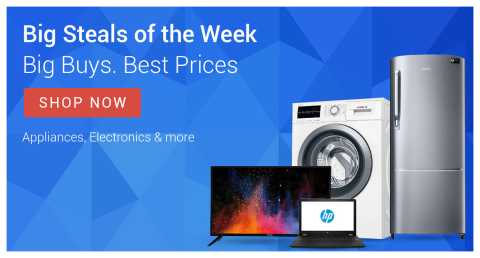 Big Steals of the Week
Big Buys. Best Prices
SHOP NOW
Appliances, Electronics & more
hp